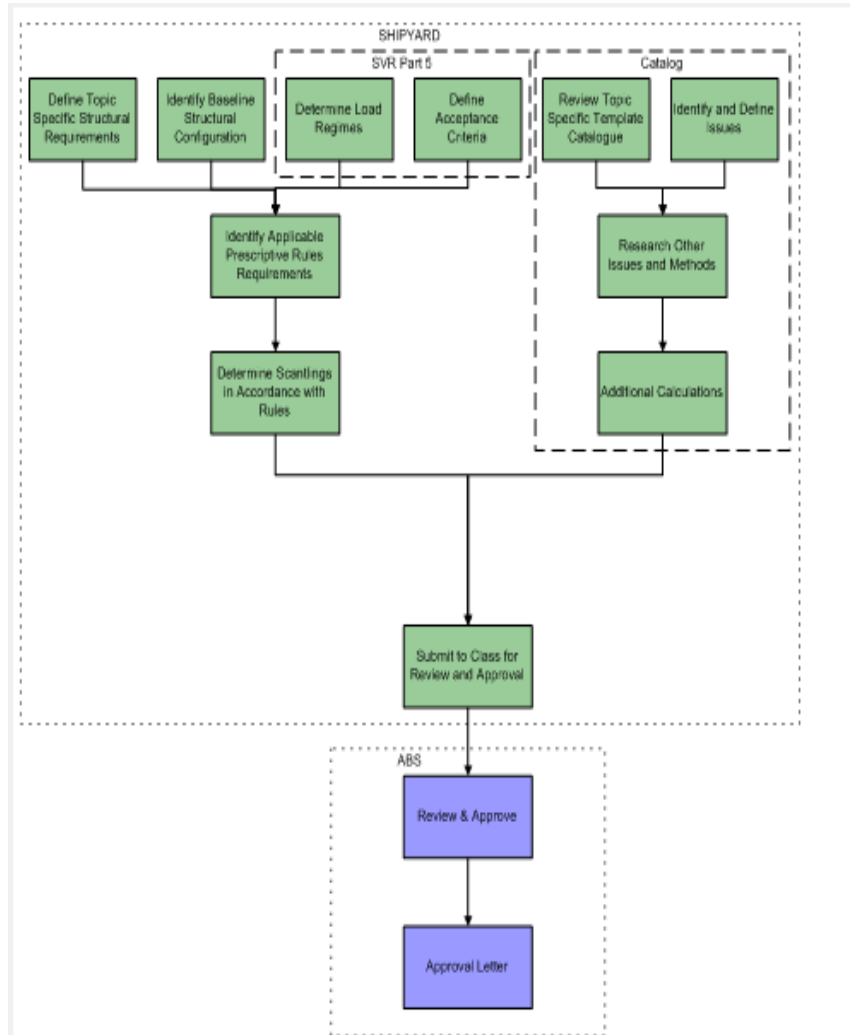 SHIPYARD
SVR Part 5
Catalog
Define Topic
Specific Structural
Requirements
Identify Baseline
Structural
Configuration
Determine Load
Regimes
Define
Acceptance
Criteria
Review Topic
Specific Template
Catalogue
Identify and Define
Issues
Identify Applicable
Prescriptive Rules
Requirements
Research Other
Issues and Methods
Determine Scantlings
in Accordance with
Rules
Additional Calculations
Submit to Class for
Review and Approval
ABS
Review & Approve
Approval Letter